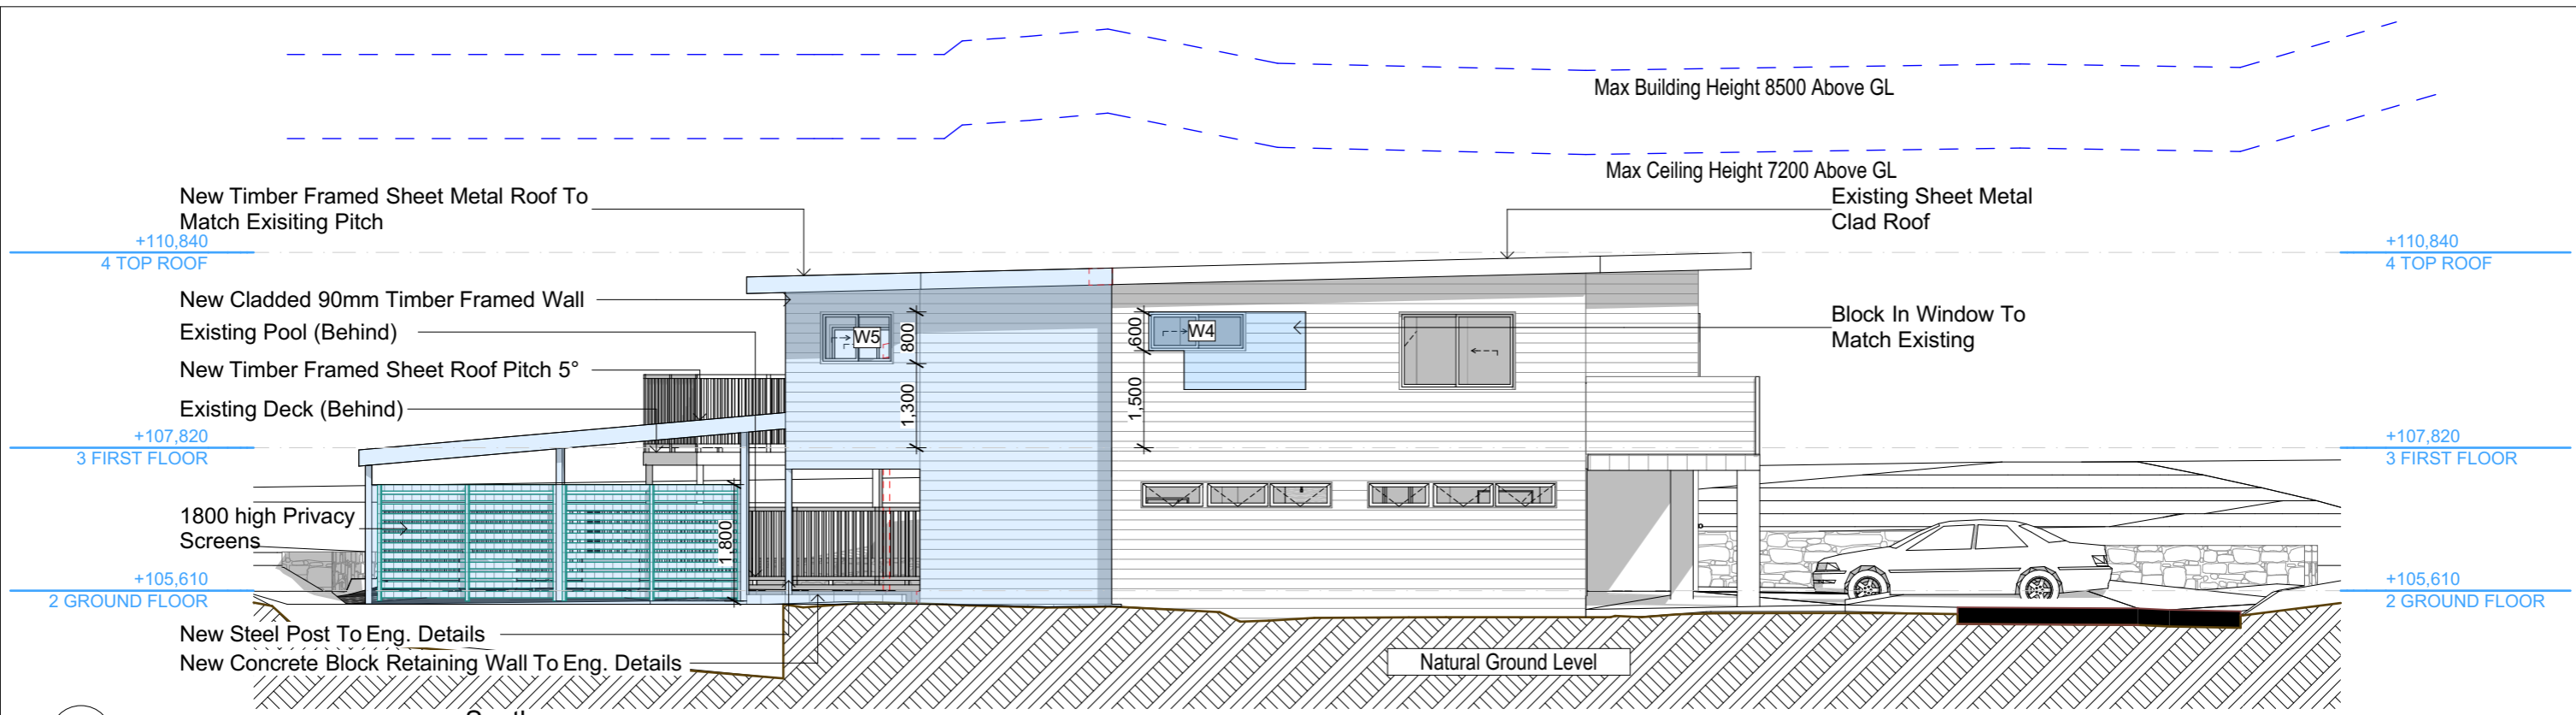 Max Building Height 8500 Above GL
Max Ceiling Height 7200 Above GL
New Timber Framed Sheet Metal Roof To
Match Exisiting Pitch
Existing Sheet Metal
Clad Roof
+110,840
4 TOP ROOF
+110,840
4 TOP ROOF
New Cladded 90mm Timber Framed Wall
Existing Pool (Behind)
New Timber Framed Sheet Roof Pitch 5°
Existing Deck (Behind)
W5
800
1,300
600
W4
1,500
Block In Window To
Match Existing
+107,820
3 FIRST FLOOR
+107,820
3 FIRST FLOOR
1800 high Privacy
Screens
1,800
+105,610
2 GROUND FLOOR
+105,610
2 GROUND FLOOR
New Steel Post To Eng. Details
New Concrete Block Retaining Wall To Eng. Details
Natural Ground Level